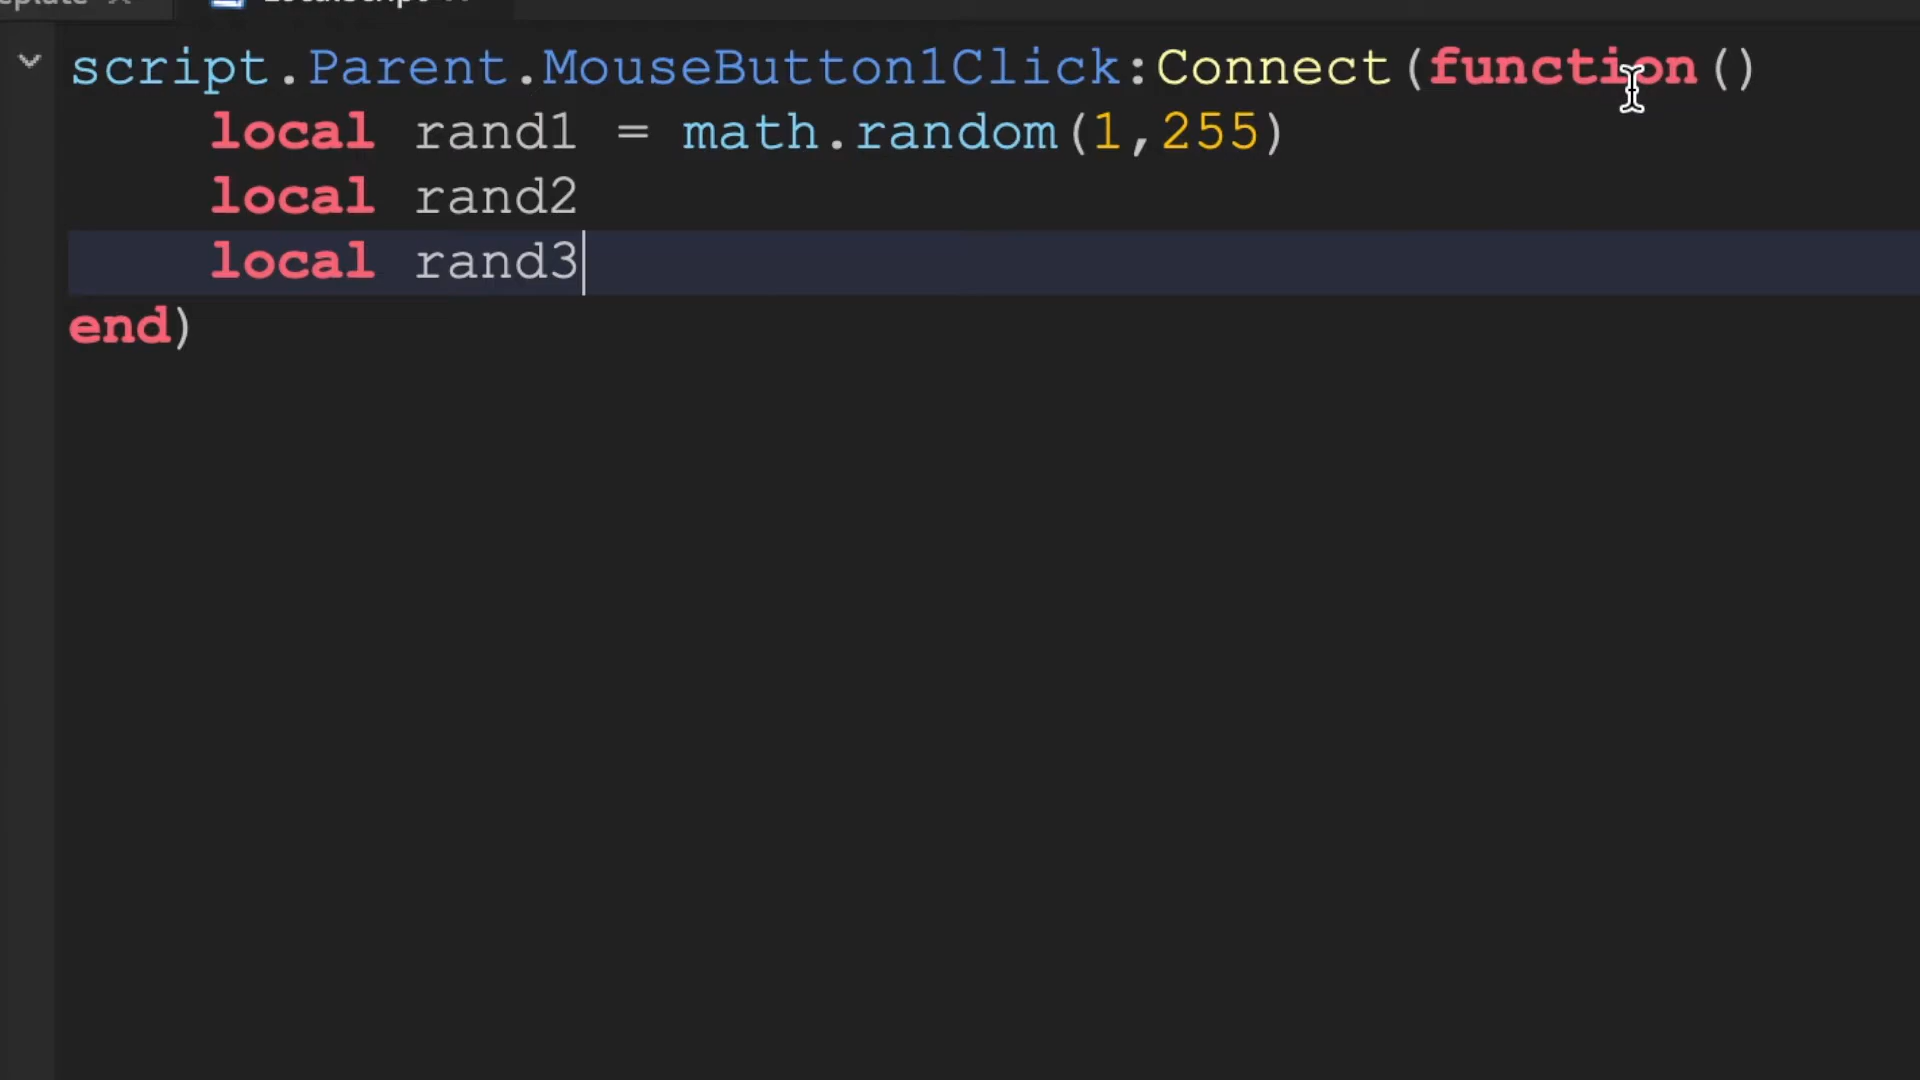 script.Parent.MouseButton1Click:Connect(function()
local rand1 = math.random(1,255)
local rand2
local rand3
end)